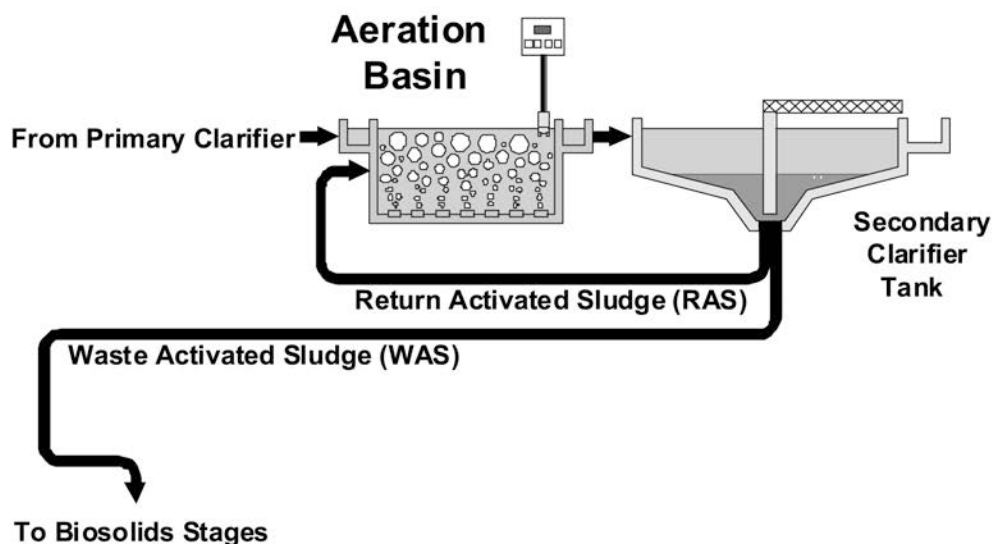 Aeration
Basin
From Primary Clarifier
Secondary
Clarifier
Tank
Return Activated Sludge (RAS)
Waste Activated Sludge (WAS)
To Biosolids Stages